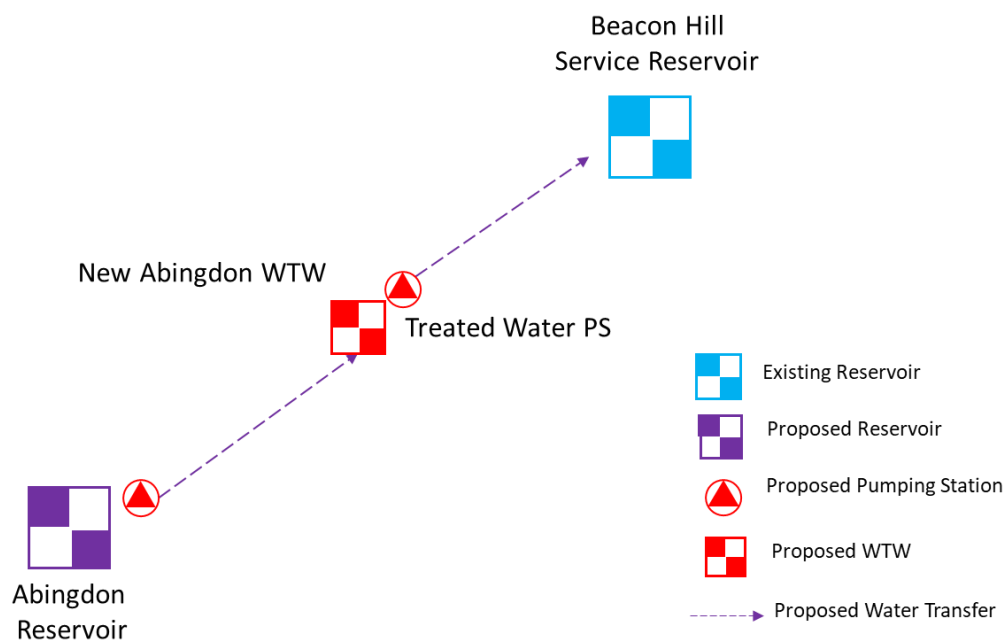 Beacon Hill
Service Reservoir
New Abingdon WTW
Treated Water PS
Abingdon
Reservoir
Existing Reservoir
Proposed Reservoir
Proposed Pumping Station
Proposed WTW
Proposed Water Transfer